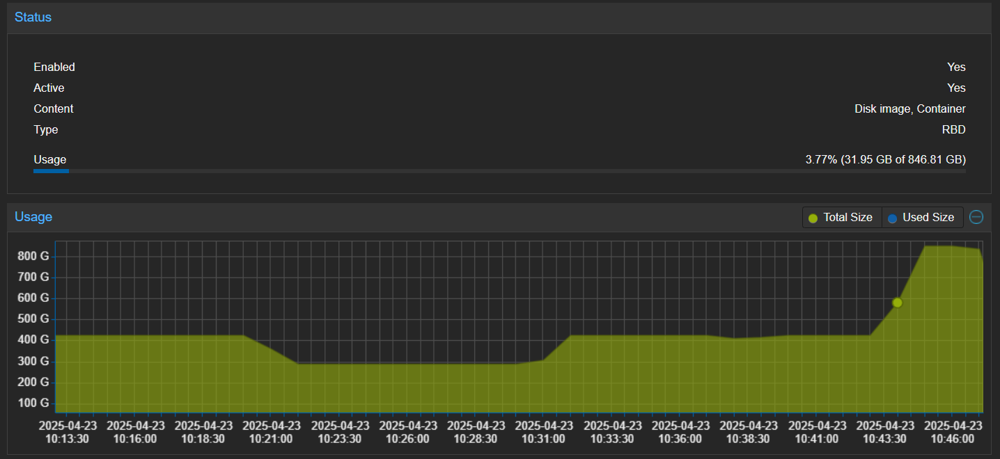 Status
Enabled Yes
Active Yes
Content Disk image, Container
Type RBD
Usage 3.77% (31.95 GB of 846.81 GB)
Usage Total Size Used Size
800 G
700 G
600 G
500 G
400 G
300 G
200 G
100 G
2025-04-23 2025-04-23 2025-04-23 2025-04-23 2025-04-23 2025-04-23 2025-04-23 2025-04-23 2025-04-23 2025-04-23 2025-04-23 2025-04-23 2025-04-23 2025-04-23
10:13:30 10:16:00 10:18:30 10:21:00 10:23:30 10:26:00 10:28:30 10:31:00 10:33:30 10:36:00 10:38:30 10:41:00 10:43:30 10:46:00